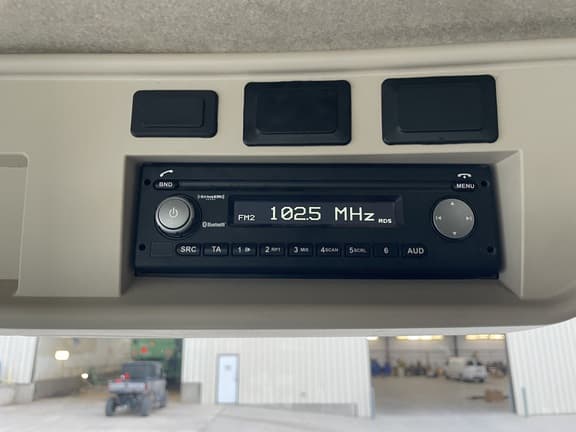 BND
((SiriusXM))
MENU
FM2 102.5 MHz RDS
Bluetooth
SRC TA 1 2 RPT 3 MIX 4 SCAN 5 SCRL 6 AUD